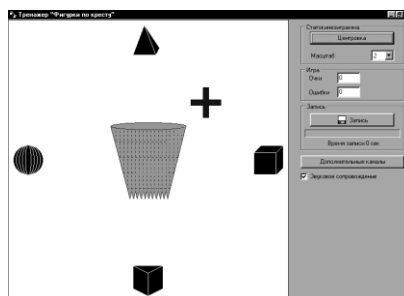 Тренажер "Фигурки по кресту"
Статокинезиграмма
Центровка
Масштаб 2
Игра
Очки 0
Ошибки 0
Запись
Запись
Время записи 0 сек
Дополнительные каналы
Звуковое сопровождение